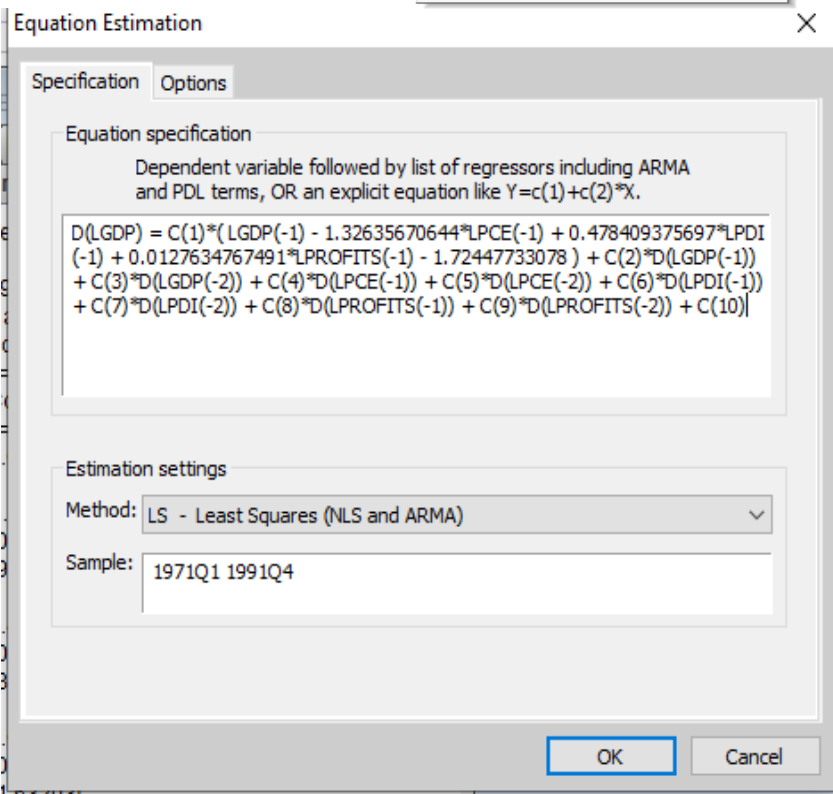 Equation Estimation
Specification
Options
Equation specification
Dependent variable followed by list of regressors including ARMA
and PDL terms, OR an explicit equation like Y=c(1)+c(2)*X.
D(LGDP) = C(1)*( LGDP(-1) - 1.32635670644*LPCE(-1) + 0.478409375697*LPDI
(-1) + 0.0127634767491*LPROFITS(-1) - 1.72447733078 ) + C(2)*D(LGDP(-1))
+ C(3)*D(LGDP(-2)) + C(4)*D(LPCE(-1)) + C(5)*D(LPCE(-2)) + C(6)*D(LPDI(-1))
+ C(7)*D(LPDI(-2)) + C(8)*D(LPROFITS(-1)) + C(9)*D(LPROFITS(-2)) + C(10)
Estimation settings
Method: LS - Least Squares (NLS and ARMA)
Sample: 1971Q1 1991Q4
OK
Cancel